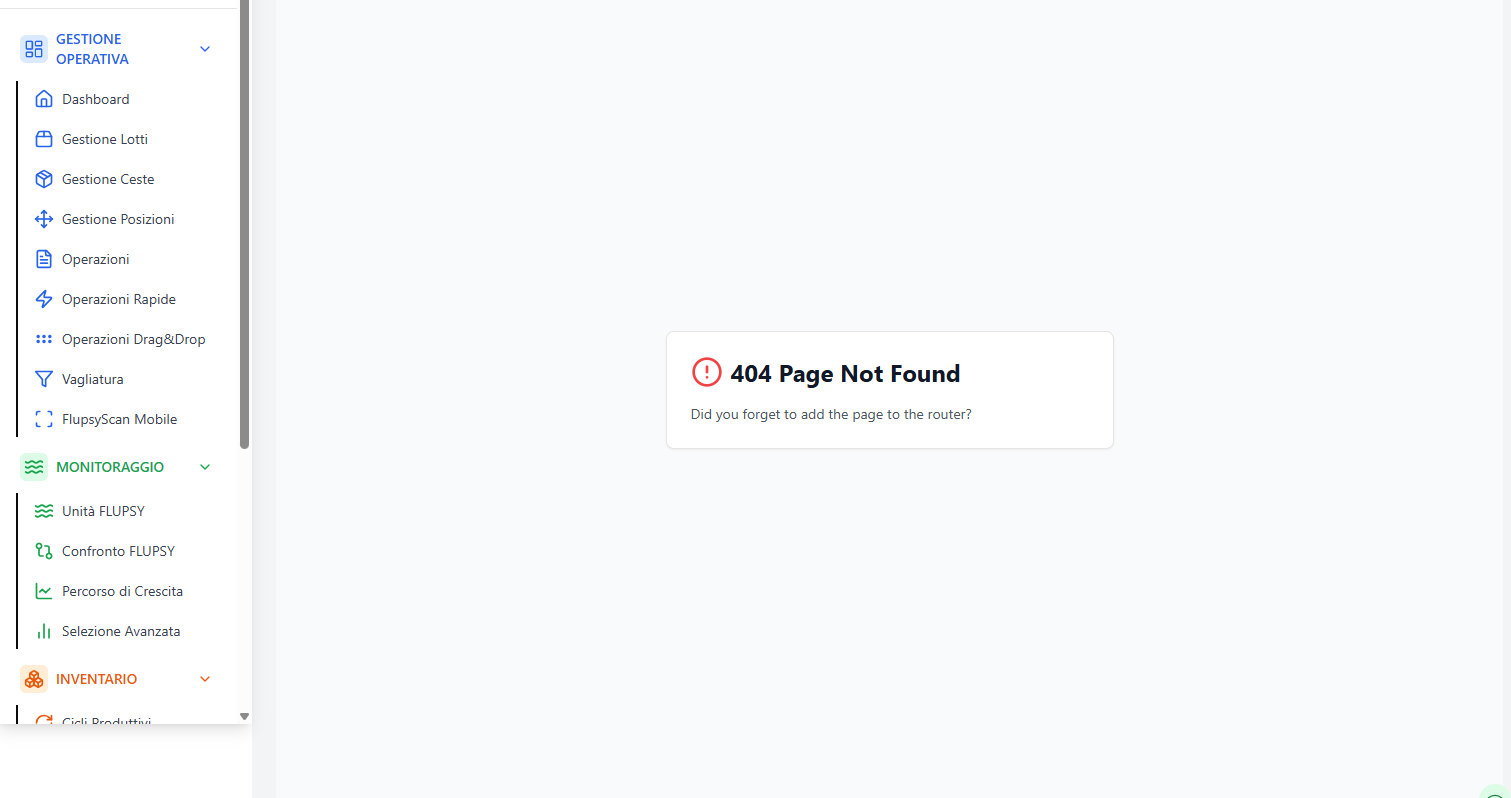 GESTIONE
OPERATIVA
Dashboard
Gestione Lotti
Gestione Ceste
Gestione Posizioni
Operazioni
Operazioni Rapide
Operazioni Drag&Drop
Vagliatura
FlupsyScan Mobile
MONITORAGGIO
Unità FLUPSY
Confronto FLUPSY
Percorso di Crescita
Selezione Avanzata
INVENTARIO
Cicli Produttivi
404 Page Not Found
Did you forget to add the page to the router?